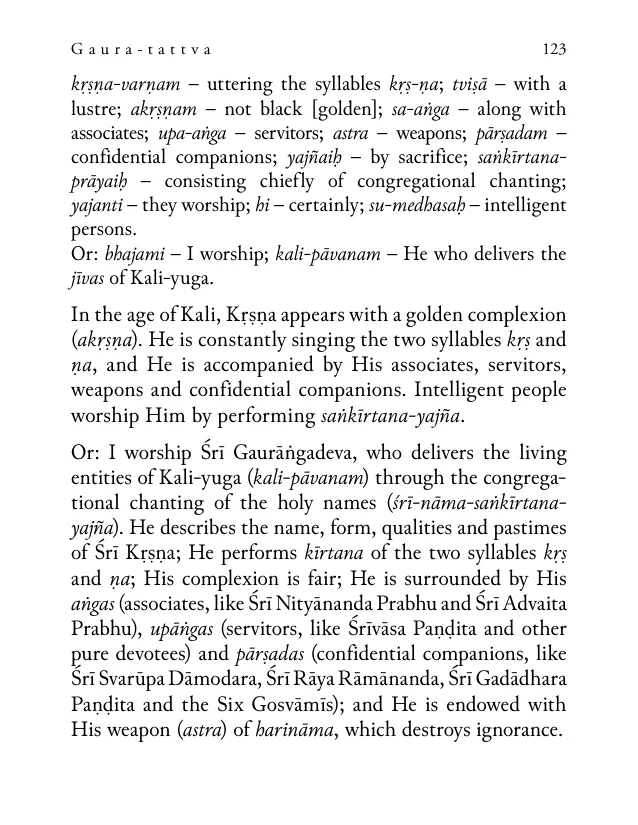 Gaura-tattva 123
kṛṣṇa-varṇam – uttering the syllables kṛṣ-ṇa; tviṣā – with a
lustre; akṛṣṇam – not black [golden]; sa-aṅga – along with
associates; upa-aṅga – servitors; astra – weapons; pārṣadam –
confidential companions; yajñaiḥ – by sacrifice; saṅkīrtana-
prāyaiḥ – consisting chiefly of congregational chanting;
yajanti – they worship; hi – certainly; su-medhasaḥ – intelligent
persons.
Or: bhajami – I worship; kali-pāvanam – He who delivers the
jīvas of Kali-yuga.
In the age of Kali, Kṛṣṇa appears with a golden complexion
(akṛṣṇa). He is constantly singing the two syllables kṛṣ and
ṇa, and He is accompanied by His associates, servitors,
weapons and confidential companions. Intelligent people
worship Him by performing saṅkīrtana-yajña.
Or: I worship Śrī Gaurāṅgadeva, who delivers the living
entities of Kali-yuga (kali-pāvanam) through the congrega-
tional chanting of the holy names (śrī-nāma-saṅkīrtana-
yajña). He describes the name, form, qualities and pastimes
of Śrī Kṛṣṇa; He performs kīrtana of the two syllables kṛṣ
and ṇa; His complexion is fair; He is surrounded by His
aṅgas (associates, like Śrī Nityānanda Prabhu and Śrī Advaita
Prabhu), upāṅgas (servitors, like Śrīvāsa Paṇḍita and other
pure devotees) and pārṣadas (confidential companions, like
Śrī Svarūpa Dāmodara, Śrī Rāya Rāmānanda, Śrī Gadādhara
Paṇḍita and the Six Gosvāmīs); and He is endowed with
His weapon (astra) of harināma, which destroys ignorance.